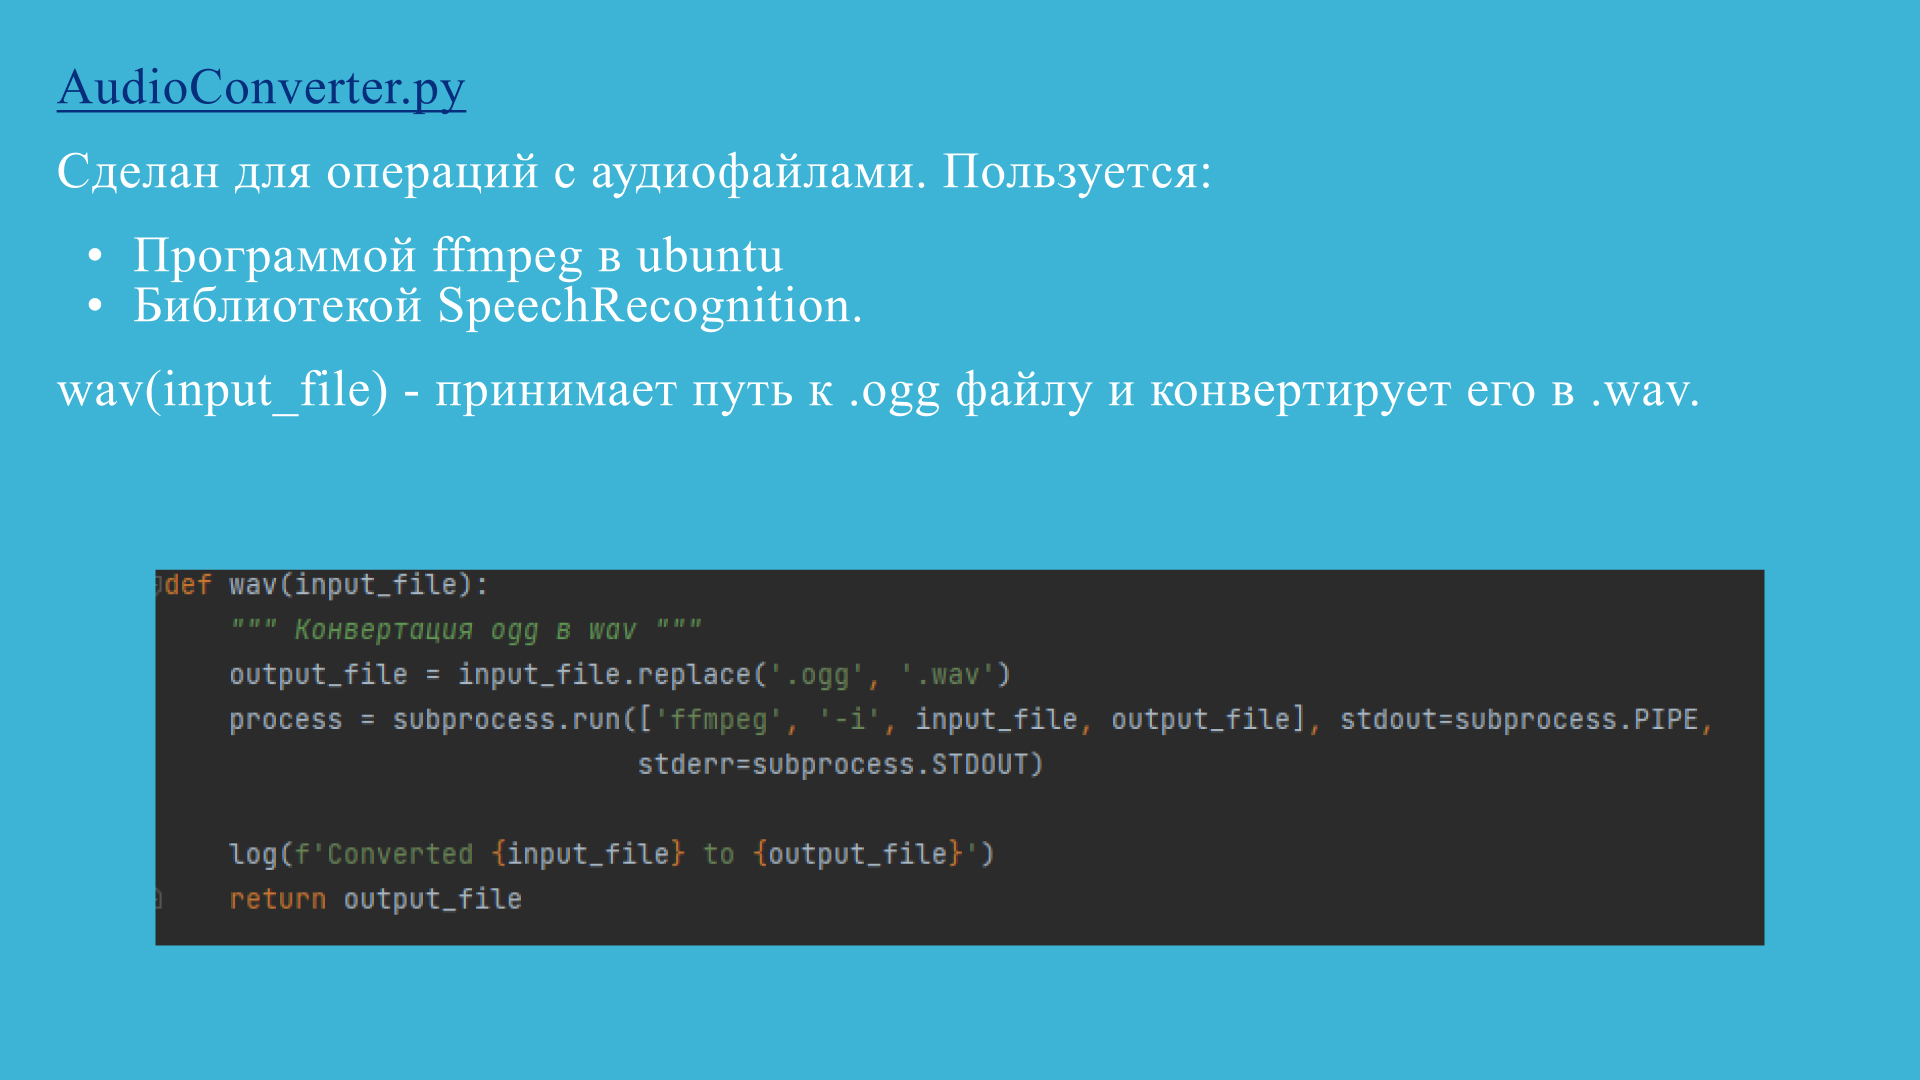 AudioConverter.py
Сделан для операций с аудиофайлами. Пользуется:
• Программой ffmpeg в ubuntu
• Библиотекой SpeechRecognition.
wav(input_file) - принимает путь к .ogg файлу и конвертирует его в .wav.
def wav(input_file):
    """ Конвертация ogg в wav """
    output_file = input_file.replace('.ogg', '.wav')
    process = subprocess.run(['ffmpeg', '-i', input_file, output_file], stdout=subprocess.PIPE,
                             stderr=subprocess.STDOUT)
    log(f'Converted {input_file} to {output_file}')
    return output_file